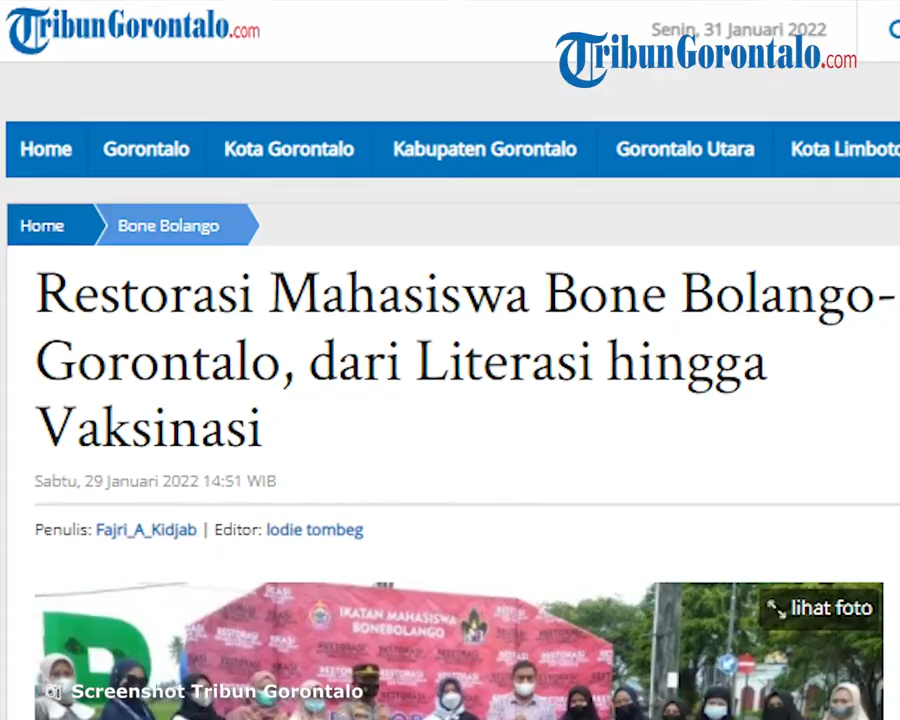 TribunGorontalo.com
Senin, 31 Januari 2022
TribunGorontalo.com
Home Gorontalo Kota Gorontalo Kabupaten Gorontalo Gorontalo Utara Kota Limboto
Home Bone Bolango
Restorasi Mahasiswa Bone Bolango-
Gorontalo, dari Literasi hingga
Vaksinasi
Sabtu, 29 Januari 2022 14:51 WIB
Penulis: Fajri_A_Kidjab | Editor: lodie tombeg
lihat foto
IKATAN MAHASISWA
BONEBOLANGO
Screenshot Tribun Gorontalo